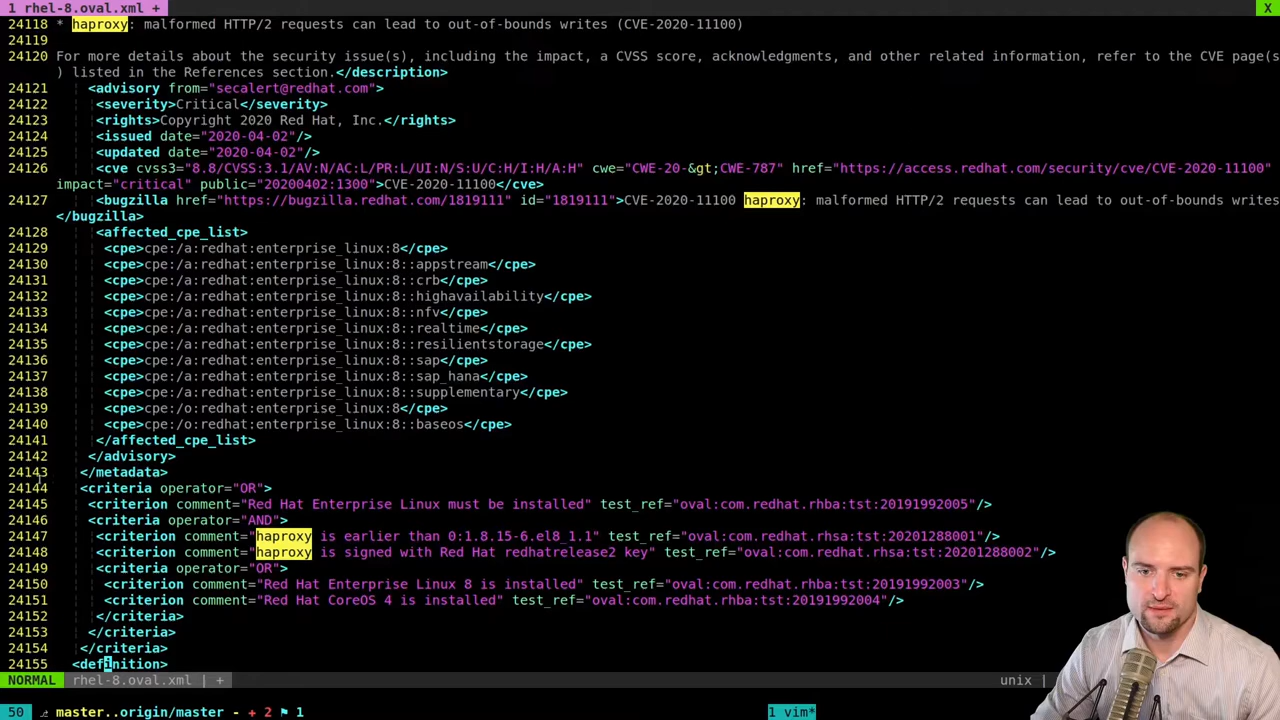 1 rhel-8.oval.xml + X
24118 * haproxy: malformed HTTP/2 requests can lead to out-of-bounds writes (CVE-2020-11100)
24119
24120 For more details about the security issue(s), including the impact, a CVSS score, acknowledgments, and other related information, refer to the CVE page(s
) listed in the References section.</description>
24121 <advisory from="secalert@redhat.com">
24122 <severity>Critical</severity>
24123 <rights>Copyright 2020 Red Hat, Inc.</rights>
24124 <issued date="2020-04-02"/>
24125 <updated date="2020-04-02"/>
24126 <cve cvss3="8.8/CVSS:3.1/AV:N/AC:L/PR:L/UI:N/S:U/C:H/I:H/A:H" cwe="CWE-20-&gt;CWE-787" href="https://access.redhat.com/security/cve/CVE-2020-11100"
impact="critical" public="20200402:1300">CVE-2020-11100</cve>
24127 <bugzilla href="https://bugzilla.redhat.com/1819111" id="1819111">CVE-2020-11100 haproxy: malformed HTTP/2 requests can lead to out-of-bounds writes
</bugzilla>
24128 <affected_cpe_list>
24129 <cpe>cpe:/a:redhat:enterprise_linux:8</cpe>
24130 <cpe>cpe:/a:redhat:enterprise_linux:8::appstream</cpe>
24131 <cpe>cpe:/a:redhat:enterprise_linux:8::crb</cpe>
24132 <cpe>cpe:/a:redhat:enterprise_linux:8::highavailability</cpe>
24133 <cpe>cpe:/a:redhat:enterprise_linux:8::nfv</cpe>
24134 <cpe>cpe:/a:redhat:enterprise_linux:8::realtime</cpe>
24135 <cpe>cpe:/a:redhat:enterprise_linux:8::resilientstorage</cpe>
24136 <cpe>cpe:/a:redhat:enterprise_linux:8::sap</cpe>
24137 <cpe>cpe:/a:redhat:enterprise_linux:8::sap_hana</cpe>
24138 <cpe>cpe:/a:redhat:enterprise_linux:8::supplementary</cpe>
24139 <cpe>cpe:/o:redhat:enterprise_linux:8</cpe>
24140 <cpe>cpe:/o:redhat:enterprise_linux:8::baseos</cpe>
24141 </affected_cpe_list>
24142 </advisory>
24143 </metadata>
24144 <criteria operator="OR">
24145 <criterion comment="Red Hat Enterprise Linux must be installed" test_ref="oval:com.redhat.rhba:tst:20191992005"/>
24146 <criteria operator="AND">
24147 <criterion comment="haproxy is earlier than 0:1.8.15-6.el8_1.1" test_ref="oval:com.redhat.rhsa:tst:20201288001"/>
24148 <criterion comment="haproxy is signed with Red Hat redhatrelease2 key" test_ref="oval:com.redhat.rhsa:tst:20201288002"/>
24149 <criteria operator="OR">
24150 <criterion comment="Red Hat Enterprise Linux 8 is installed" test_ref="oval:com.redhat.rhba:tst:20191992003"/>
24151 <criterion comment="Red Hat CoreOS 4 is installed" test_ref="oval:com.redhat.rhba:tst:20191992004"/>
24152 </criteria>
24153 </criteria>
24154 </criteria>
24155 <definition>
NORMAL rhel-8.oval.xml | + unix |
50 master..origin/master - + 2 ⚑ 1 1 vim*